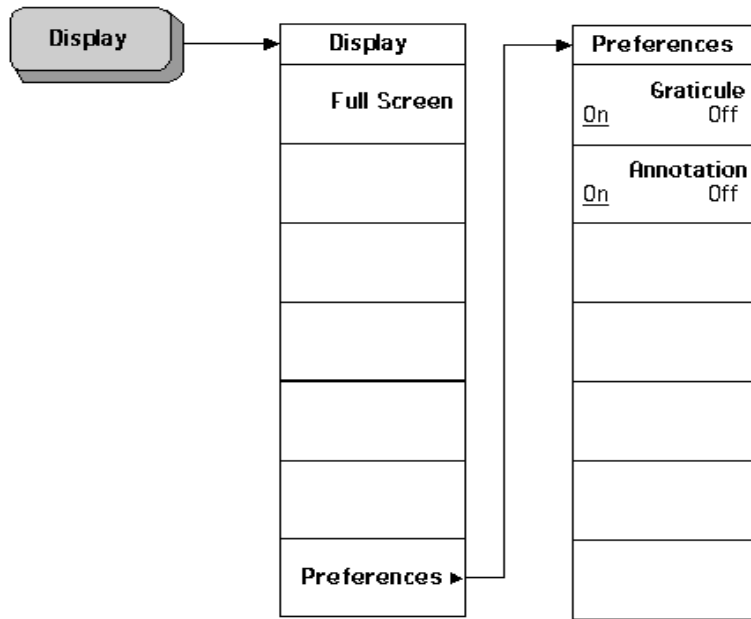 Display
Display
Full Screen
Preferences
Preferences
Graticule
On Off
Annotation
On Off